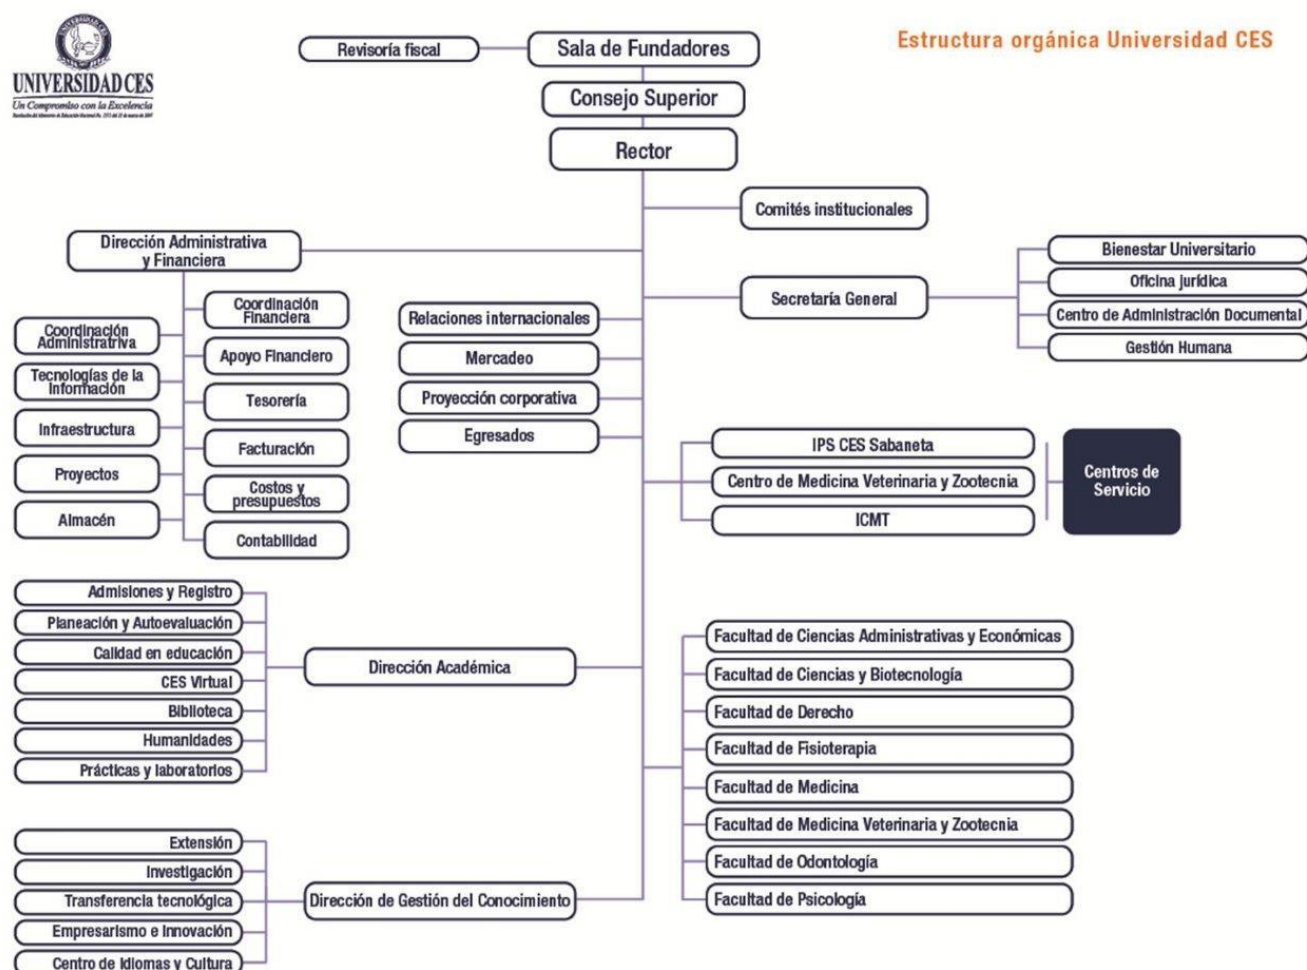 UNIVERSIDAD CES
UNIVERSIDAD CES
Un Compromiso con la Excelencia
Estructura orgánica Universidad CES
Revisoría fiscal
Sala de Fundadores
Consejo Superior
Rector
Comités institucionales
Dirección Administrativa
y Financiera
Secretaría General
Bienestar Universitario
Oficina jurídica
Centro de Administración Documental
Gestión Humana
Coordinación
Administratriva
Tecnologías de la
Información
Infraestructura
Proyectos
Almacén
Coordinación
Financiera
Apoyo Financiero
Tesorería
Facturación
Costos y
presupuestos
Contabilidad
Relaciones internacionales
Mercadeo
Proyección corporativa
Egresados
IPS CES Sabaneta
Centro de Medicina Veterinaria y Zootecnia
ICMT
Centros de
Servicio
Admisiones y Registro
Planeación y Autoevaluación
Calidad en educación
CES Virtual
Biblioteca
Humanidades
Prácticas y laboratorios
Dirección Académica
Facultad de Ciencias Administrativas y Económicas
Facultad de Ciencias y Biotecnología
Facultad de Derecho
Facultad de Fisioterapia
Facultad de Medicina
Facultad de Medicina Veterinaria y Zootecnia
Facultad de Odontología
Facultad de Psicología
Extensión
Investigación
Transferencia tecnológica
Empresarismo e Innovación
Centro de Idiomas y Cultura
Dirección de Gestión del Conocimiento